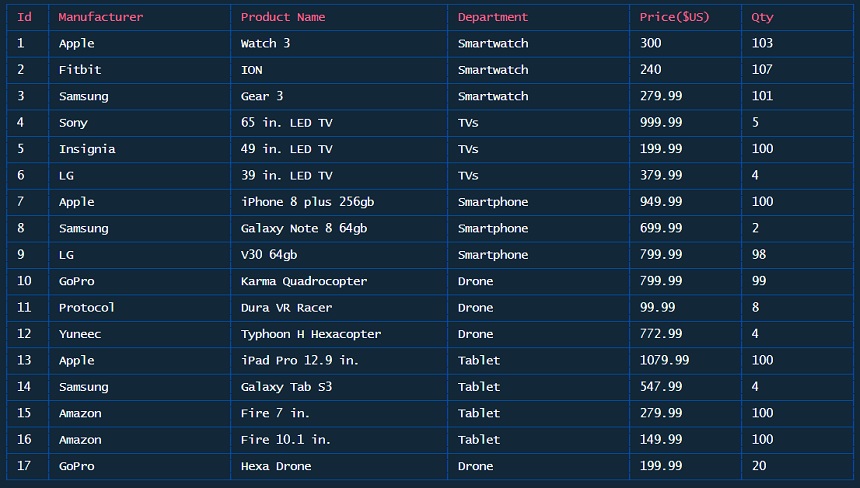 Id Manufacturer Product Name Department Price($US) Qty
1 Apple Watch 3 Smartwatch 300 103
2 Fitbit ION Smartwatch 240 107
3 Samsung Gear 3 Smartwatch 279.99 101
4 Sony 65 in. LED TV TVs 999.99 5
5 Insignia 49 in. LED TV TVs 199.99 100
6 LG 39 in. LED TV TVs 379.99 4
7 Apple iPhone 8 plus 256gb Smartphone 949.99 100
8 Samsung Galaxy Note 8 64gb Smartphone 699.99 2
9 LG V30 64gb Smartphone 799.99 98
10 GoPro Karma Quadrocopter Drone 799.99 99
11 Protocol Dura VR Racer Drone 99.99 8
12 Yuneec Typhoon H Hexacopter Drone 772.99 4
13 Apple iPad Pro 12.9 in. Tablet 1079.99 100
14 Samsung Galaxy Tab S3 Tablet 547.99 4
15 Amazon Fire 7 in. Tablet 279.99 100
16 Amazon Fire 10.1 in. Tablet 149.99 100
17 GoPro Hexa Drone Drone 199.99 20